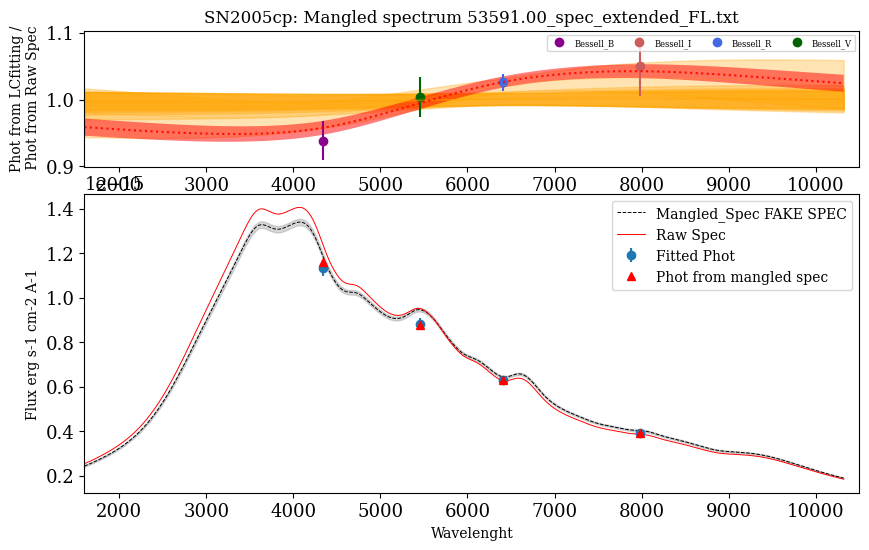 SN2005cp: Mangled spectrum 53591.00_spec_extended_FL.txt
Phot from LCfitting /
Phot from Raw Spec
1.1
1.0
0.9
Bessell_B Bessell_I Bessell_R Bessell_V
2000 3000 4000 5000 6000 7000 8000 9000 10000
1e−15
Flux erg s-1 cm-2 A-1
1.4
1.2
1.0
0.8
0.6
0.4
0.2
Mangled_Spec FAKE SPEC
Raw Spec
Fitted Phot
Phot from mangled spec
2000 3000 4000 5000 6000 7000 8000 9000 10000
Wavelenght